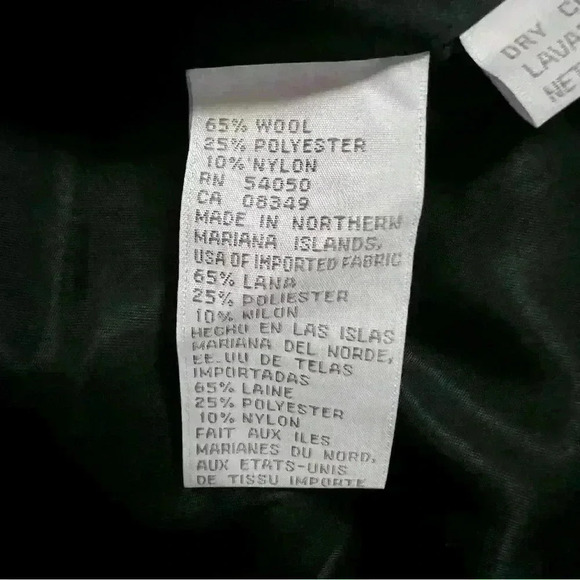 65% WOOL
25% POLYESTER
10% NYLON
RN 54050
CA 08349
MADE IN NORTHERN
MARIANA ISLANDS,
USA OF IMPORTED FABRIC
65% LANA
25% POLIESTER
10% NILON
HECHO EN LAS ISLAS
MARIANA DEL NORDE,
EE.UU DE TELAS
IMPORTADAS
65% LAINE
25% POLYESTER
10% NYLON
FAIT AUX ILES
MARIANES DU NORD,
AUX ETATS-UNIS
DE TISSU IMPORTE
DRY C
LAVA
NET